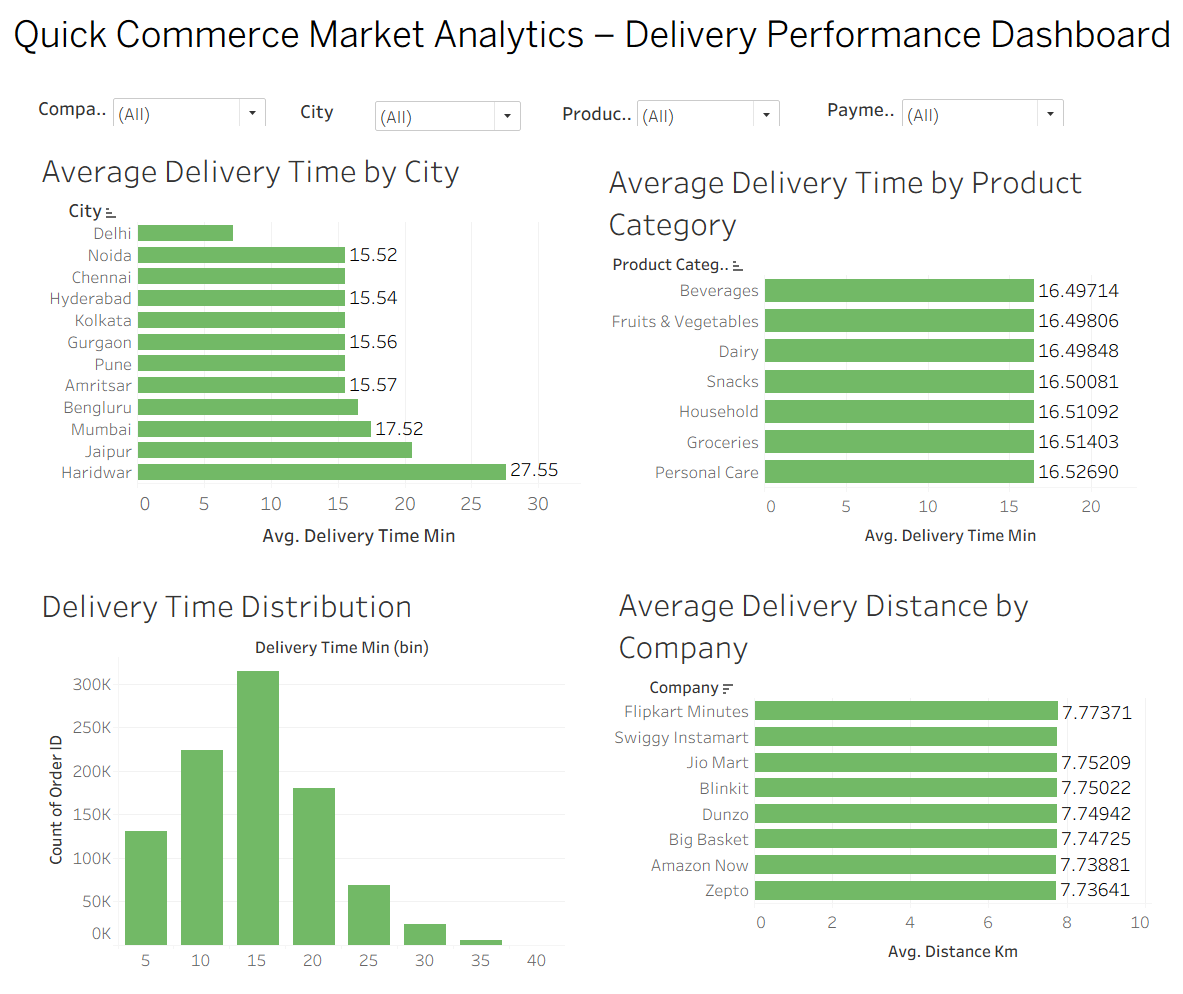 Quick Commerce Market Analytics – Delivery Performance Dashboard
Compa.. (All) City (All) Produc.. (All) Payme.. (All)
Average Delivery Time by City
City
Delhi
Noida 15.52
Chennai
Hyderabad 15.54
Kolkata
Gurgaon 15.56
Pune
Amritsar 15.57
Bengluru
Mumbai 17.52
Jaipur
Haridwar 27.55
0 5 10 15 20 25 30
Avg. Delivery Time Min
Average Delivery Time by Product
Category
Product Categ..
Beverages 16.49714
Fruits & Vegetables 16.49806
Dairy 16.49848
Snacks 16.50081
Household 16.51092
Groceries 16.51403
Personal Care 16.52690
0 5 10 15 20
Avg. Delivery Time Min
Delivery Time Distribution
Delivery Time Min (bin)
Count of Order ID
300K
250K
200K
150K
100K
50K
0K
5 10 15 20 25 30 35 40
Average Delivery Distance by
Company
Company
Flipkart Minutes 7.77371
Swiggy Instamart
Jio Mart 7.75209
Blinkit 7.75022
Dunzo 7.74942
Big Basket 7.74725
Amazon Now 7.73881
Zepto 7.73641
0 2 4 6 8 10
Avg. Distance Km